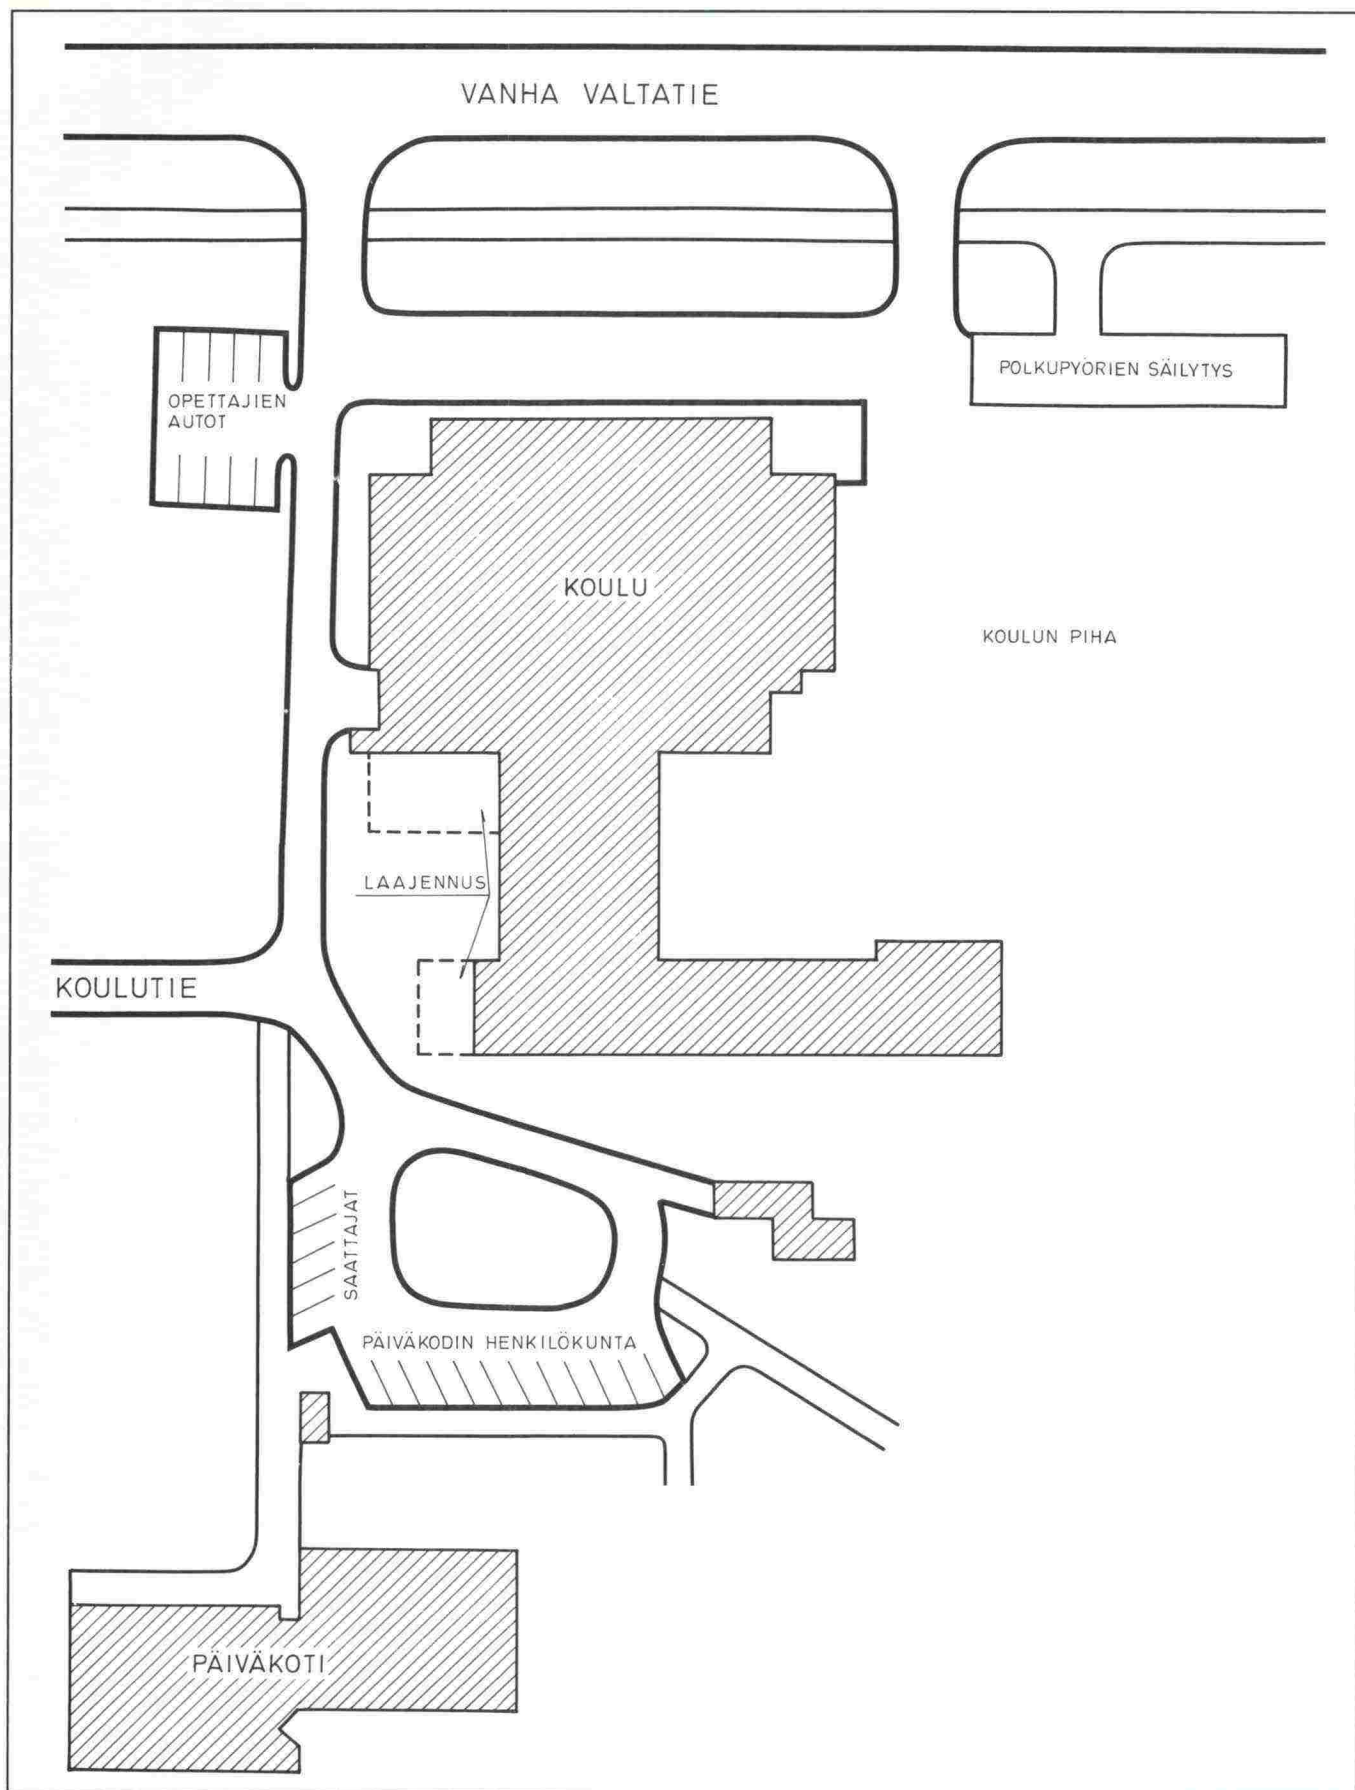 VANHA VALTATIE
POLKUPYÖRIEN SÄILYTYS
OPETTAJIEN
AUTOT
KOULU
KOULUN PIHA
LAAJENNUS
KOULUTIE
SAATTAJAT
PÄIVÄKODIN HENKILÖKUNTA
PÄIVÄKOTI